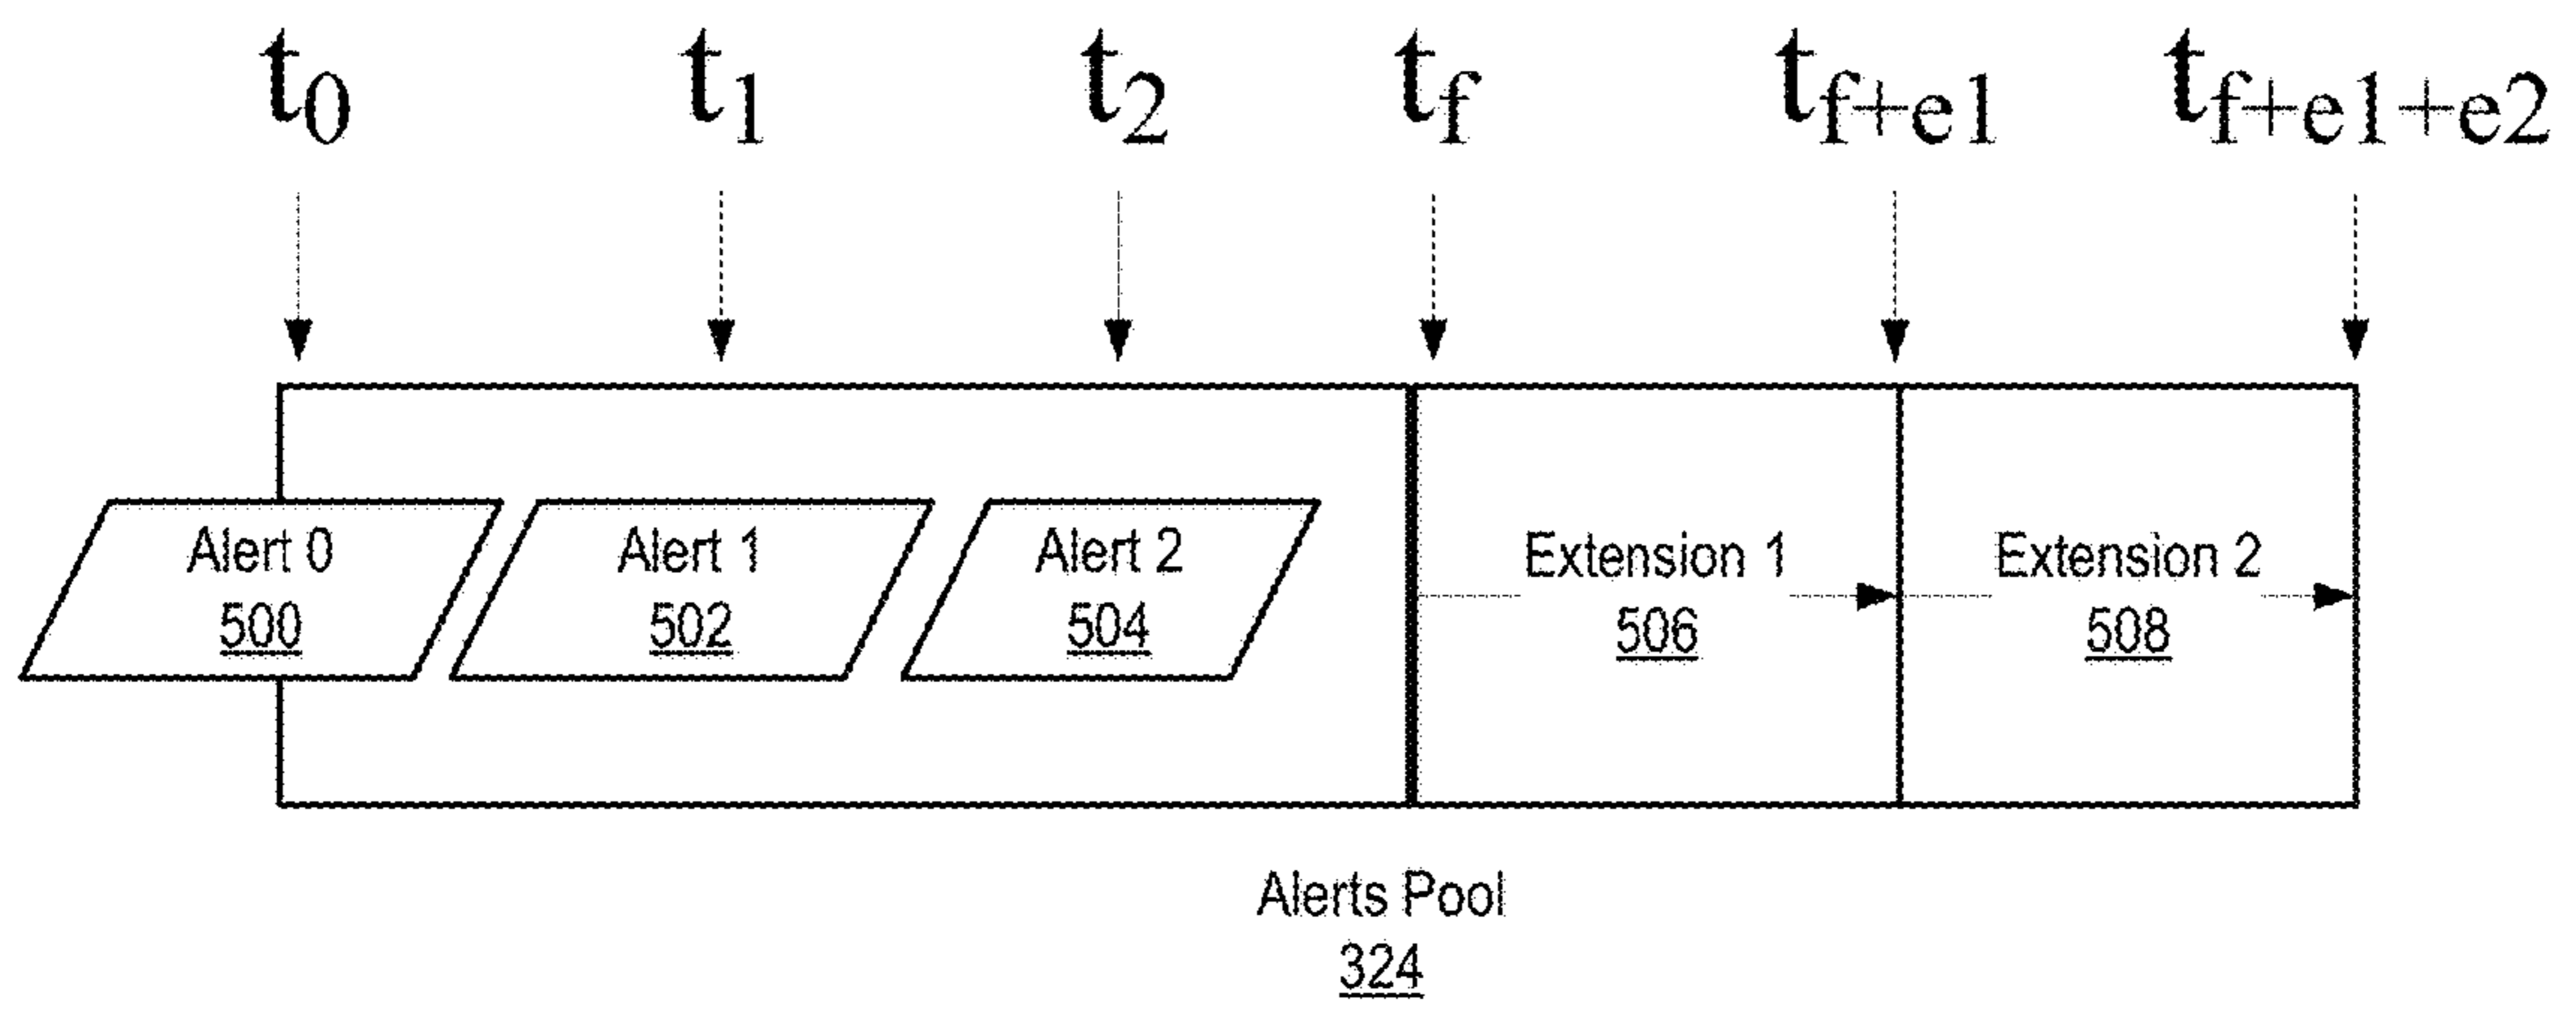 t0 t1 t2 tf tf+e1 tf+e1+e2
Alert 0
500
Alert 1
502
Alert 2
504
Extension 1
506
Extension 2
508
Alerts Pool
324